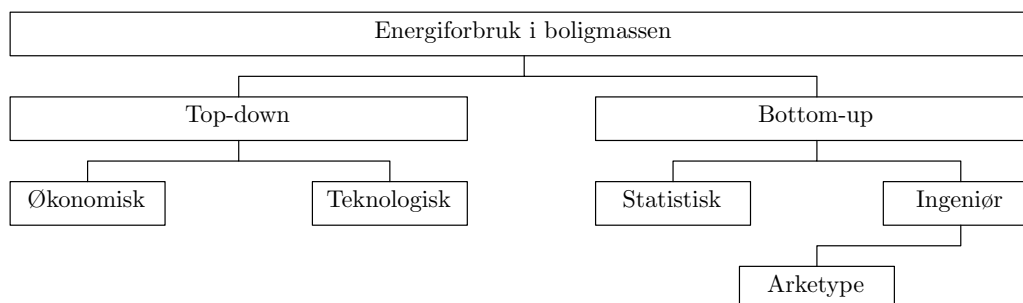 Energiforbruk i boligmassen
Top-down
Bottom-up
Økonomisk
Teknologisk
Statistisk
Ingeniør
Arketype